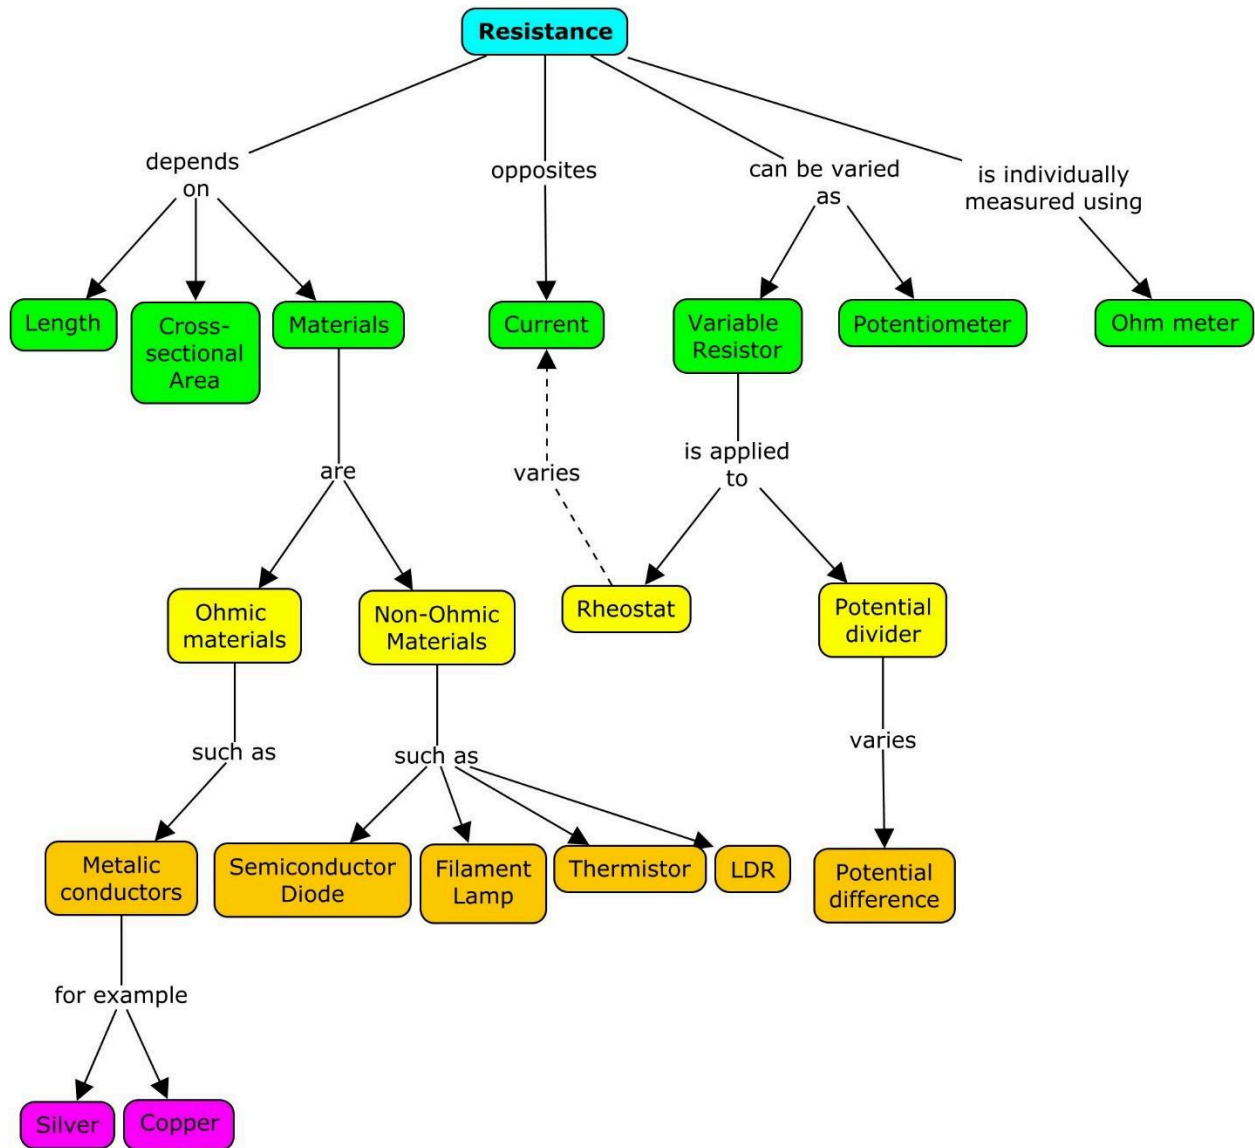 Resistance
depends
on
opposites
can be varied
as
is individually
measured using
Length
Cross-
sectional
Area
Materials
Current
Variable
Resistor
Potentiometer
Ohm meter
are
varies
is applied
to
Ohmic
materials
Non-Ohmic
Materials
Rheostat
Potential
divider
such as
such as
varies
Metalic
conductors
Semiconductor
Diode
Filament
Lamp
Thermistor
LDR
Potential
difference
for example
Silver
Copper